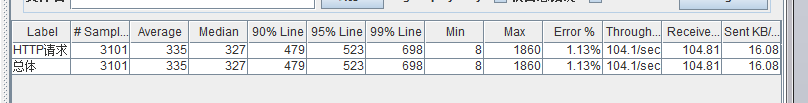 Label # Sampl... Average Median 90% Line 95% Line 99% Line Min Max Error % Through... Receive... Sent KB/...
HTTP请求 3101 335 327 479 523 698 8 1860 1.13% 104.1/sec 104.81 16.08
总体 3101 335 327 479 523 698 8 1860 1.13% 104.1/sec 104.81 16.08